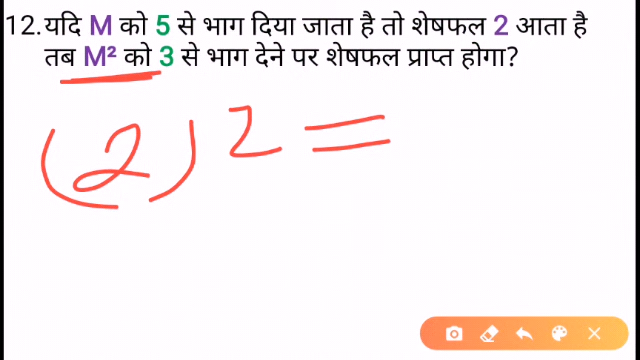 12. यदि M को 5 से भाग दिया जाता है तो शेषफल 2 आता है
तब M² को 3 से भाग देने पर शेषफल प्राप्त होगा?
(2)² =